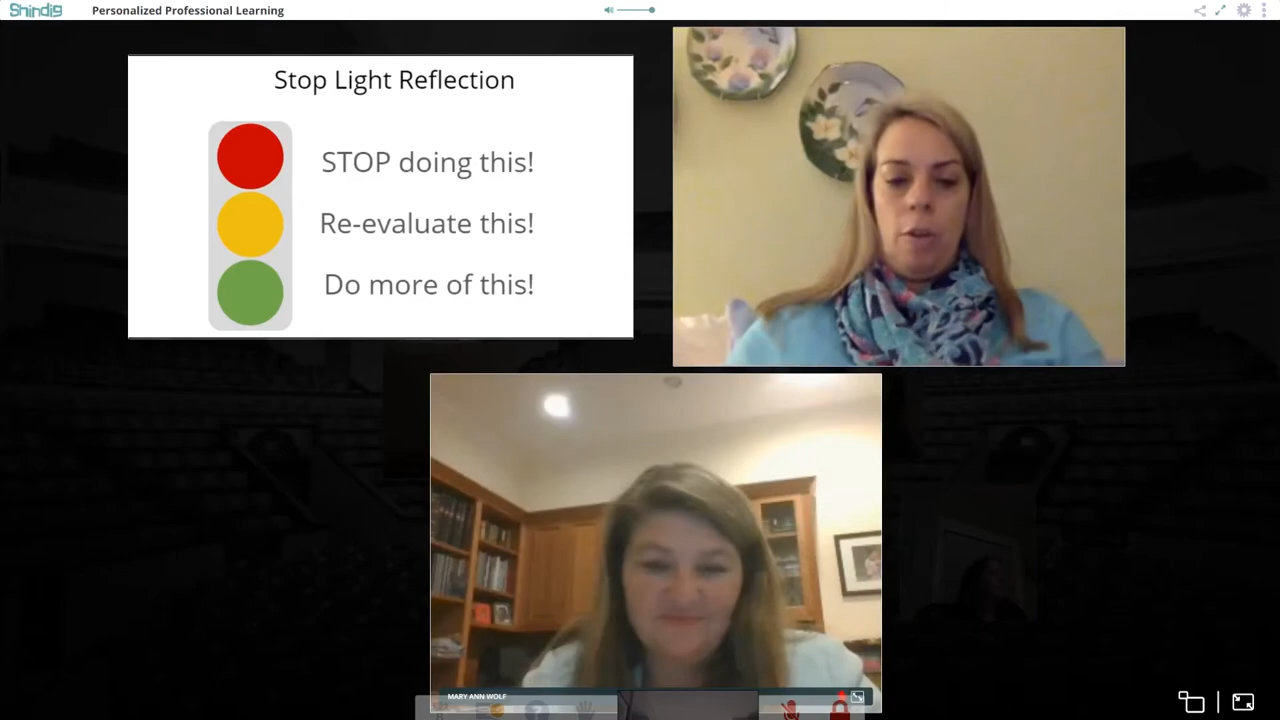 Shindig
Personalized Professional Learning
Stop Light Reflection
STOP doing this!
Re-evaluate this!
Do more of this!
MARY ANN WOLF